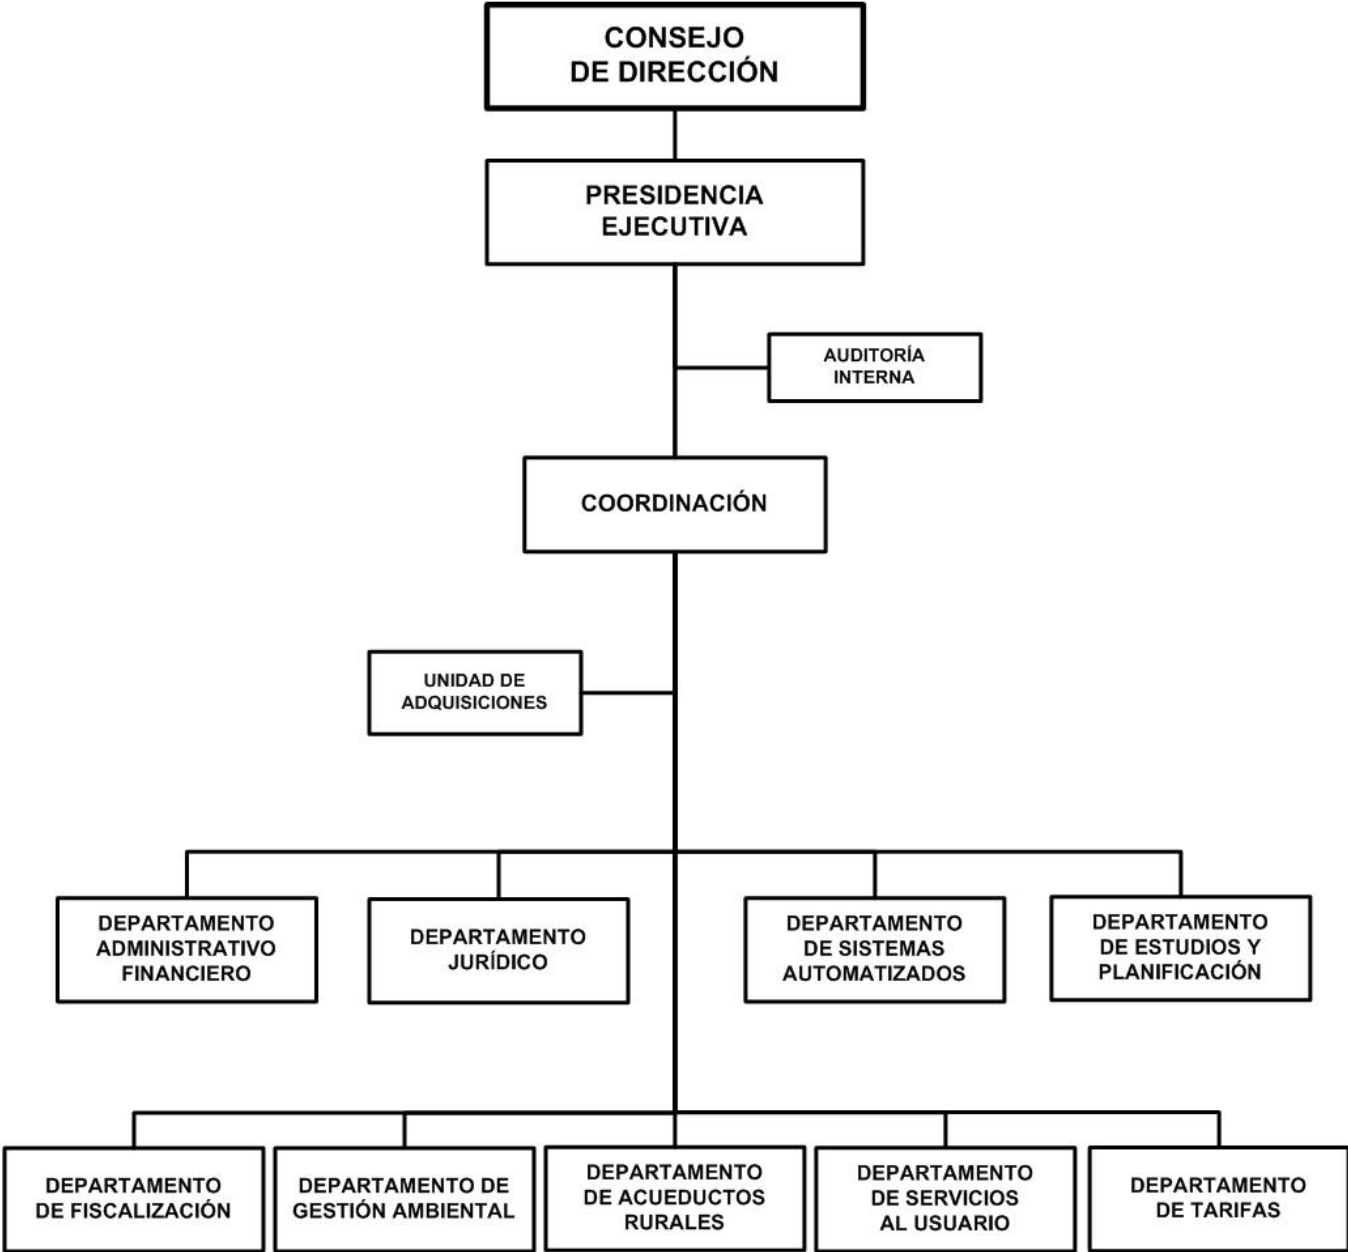 CONSEJO
DE DIRECCIÓN
PRESIDENCIA
EJECUTIVA
AUDITORÍA
INTERNA
COORDINACIÓN
UNIDAD DE
ADQUISICIONES
DEPARTAMENTO
ADMINISTRATIVO
FINANCIERO
DEPARTAMENTO
JURÍDICO
DEPARTAMENTO
DE SISTEMAS
AUTOMATIZADOS
DEPARTAMENTO
DE ESTUDIOS Y
PLANIFICACIÓN
DEPARTAMENTO
DE FISCALIZACIÓN
DEPARTAMENTO DE
GESTIÓN AMBIENTAL
DEPARTAMENTO
DE ACUEDUCTOS
RURALES
DEPARTAMENTO
DE SERVICIOS
AL USUARIO
DEPARTAMENTO
DE TARIFAS